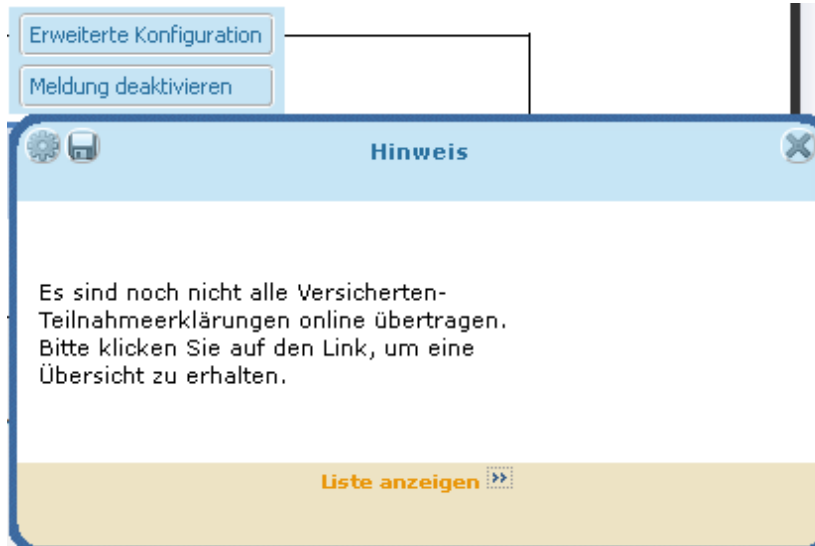 Erweiterte Konfiguration
Meldung deaktivieren
Hinweis
Es sind noch nicht alle Versicherten-
Teilnahmeerklärungen online übertragen.
Bitte klicken Sie auf den Link, um eine
Übersicht zu erhalten.
Liste anzeigen